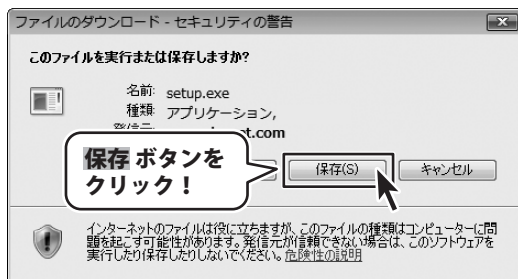 ファイルのダウンロード - セキュリティの警告
このファイルを実行または保存しますか?
名前: setup.exe
種類: アプリケーション,
t.com
保存 ボタンを
クリック！
保存(S)
キャンセル
インターネットのファイルは役に立ちますが、このファイルの種類はコンピューターに問
題を起こす可能性があります。発信元が信頼できない場合は、このソフトウェアを
実行したり保存したりしないでください。危険性の説明